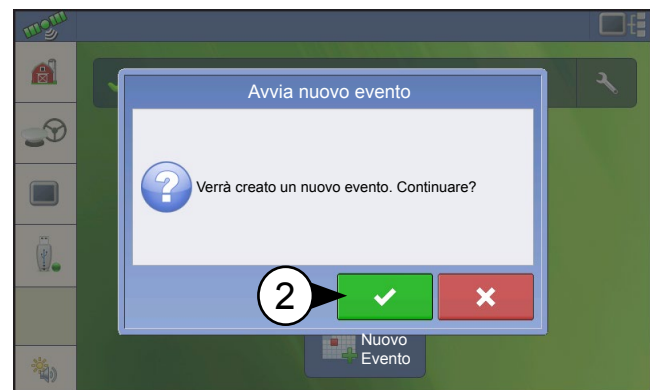 Avvia nuovo evento
Verrà creato un nuovo evento. Continuare?
2
Nuovo
Evento